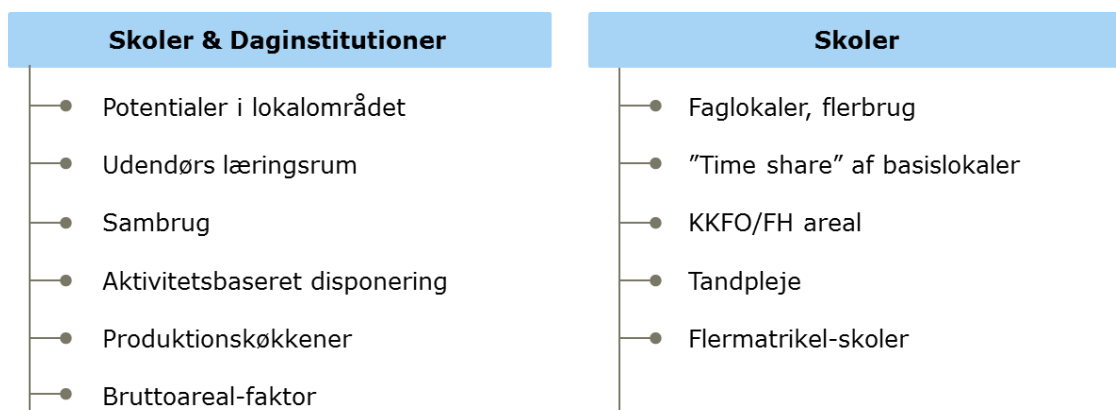 Skoler & Daginstitutioner
Potentialer i lokalområdet
Udendørs læringsrum
Sambrug
Aktivitetsbaseret disponering
Produktionskøkkener
Bruttoareal-faktor
Skoler
Faglokaler, flerbrug
”Time share” af basislokaler
KKFO/FH areal
Tandpleje
Flermatrikel-skoler